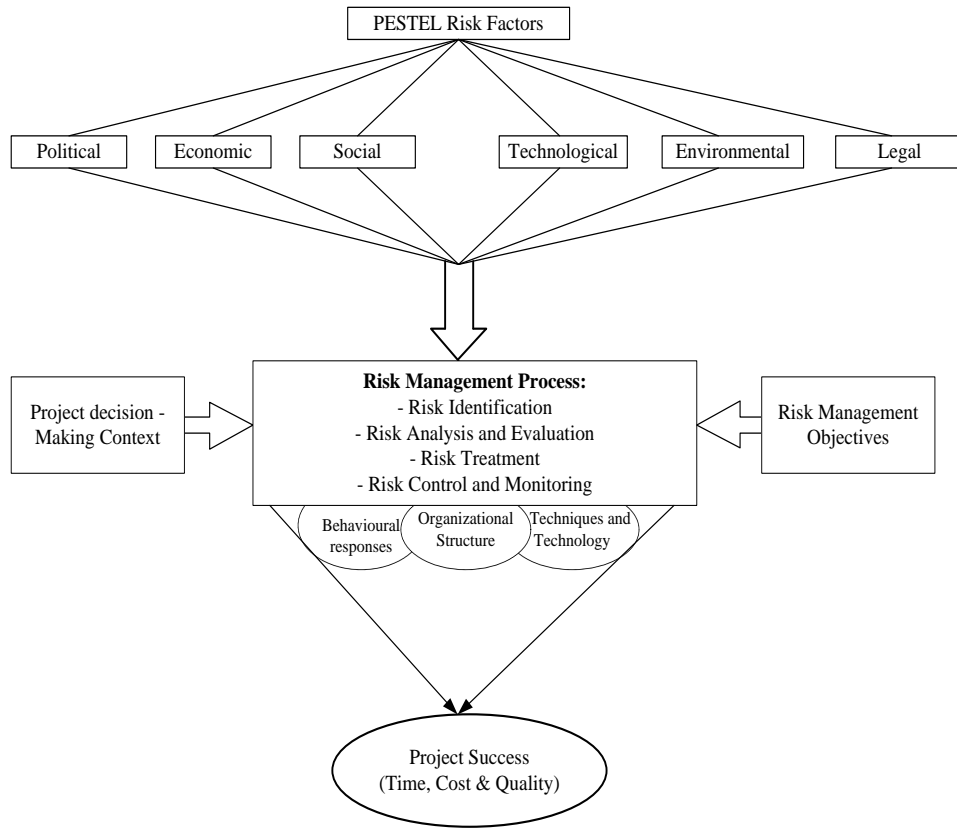 PESTEL Risk Factors
Political
Economic
Social
Technological
Environmental
Legal
Risk Management Process:
- Risk Identification
- Risk Analysis and Evaluation
- Risk Treatment
- Risk Control and Monitoring
Project decision -
Making Context
Risk Management
Objectives
Behavioural
responses
Organizational
Structure
Techniques and
Technology
Project Success
(Time, Cost & Quality)